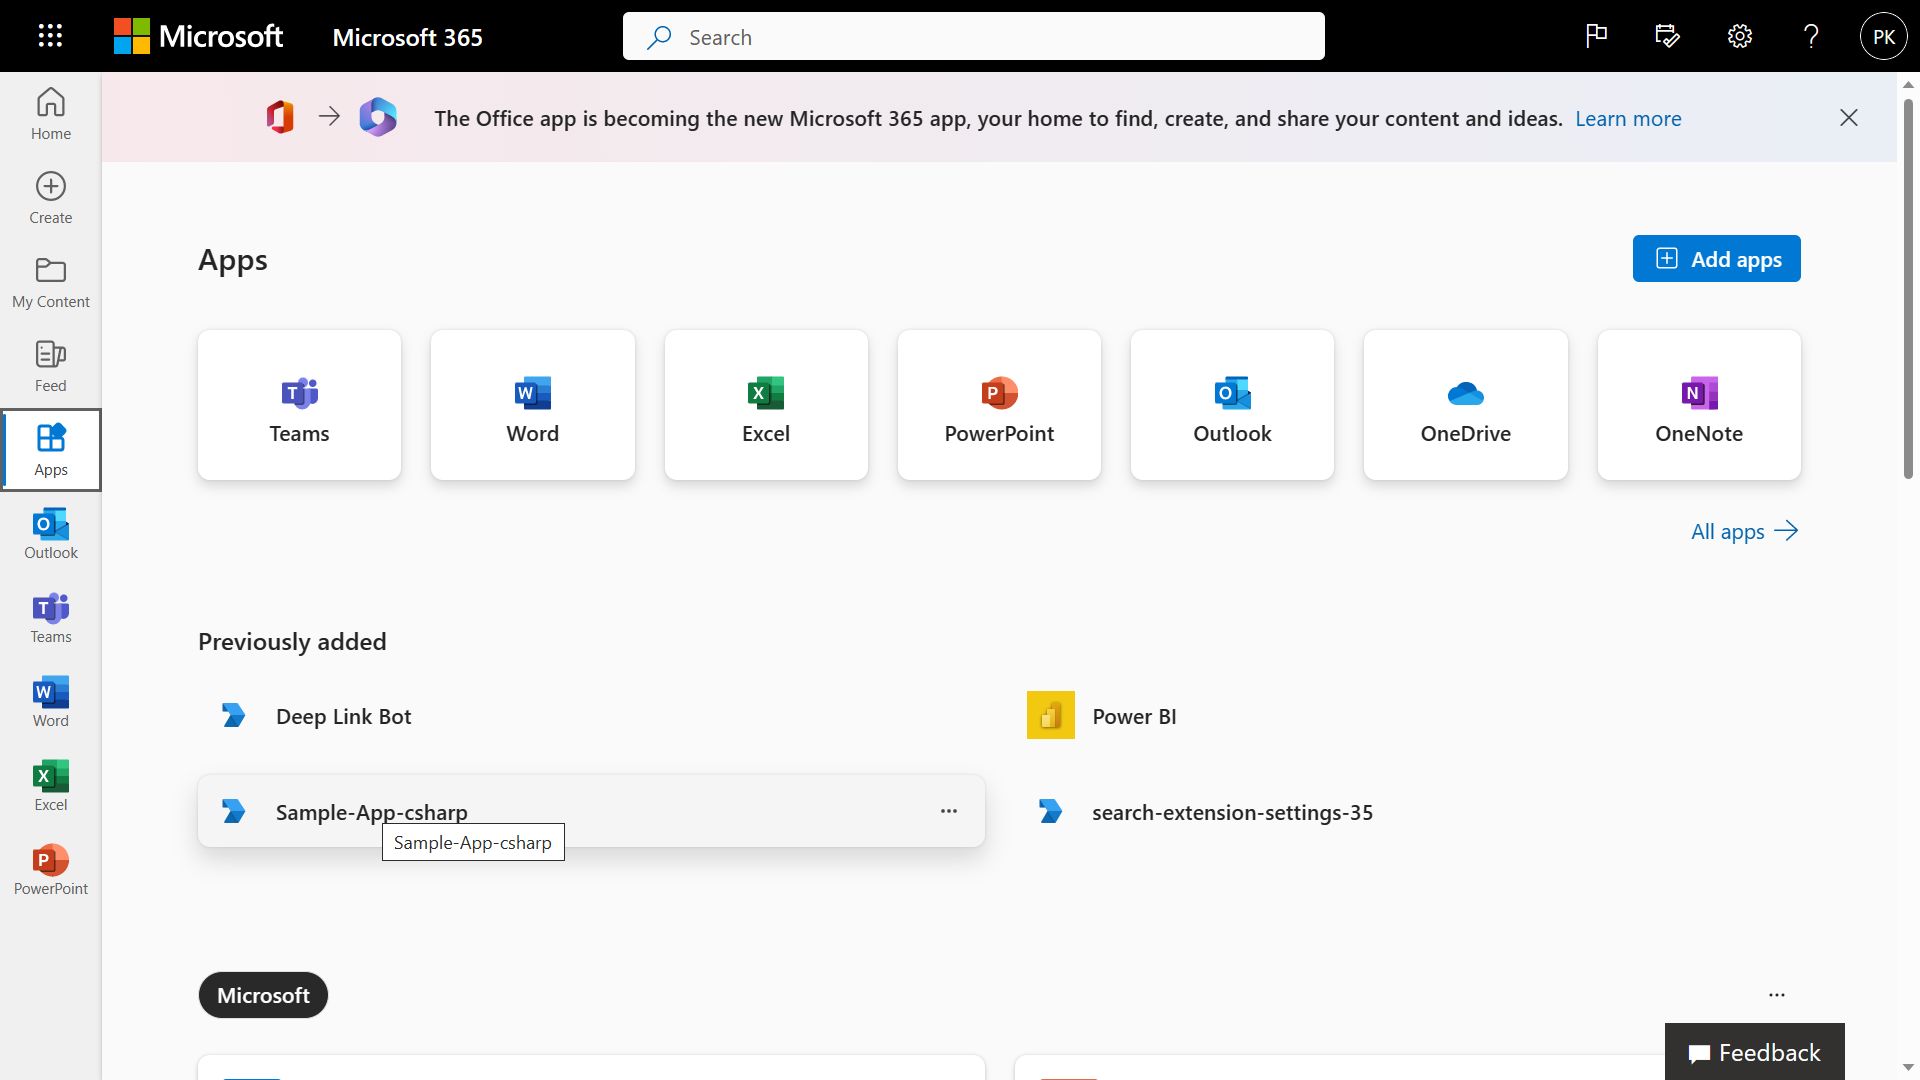 Microsoft
Microsoft 365
Search
PK
Home
Create
My Content
Feed
Apps
Outlook
Teams
Word
Excel
PowerPoint
The Office app is becoming the new Microsoft 365 app, your home to find, create, and share your content and ideas. Learn more
Apps
Add apps
Teams
Word
Excel
PowerPoint
Outlook
OneDrive
OneNote
All apps
Previously added
Deep Link Bot
Power BI
Sample-App-csharp
search-extension-settings-35
Sample-App-csharp
Microsoft
Feedback